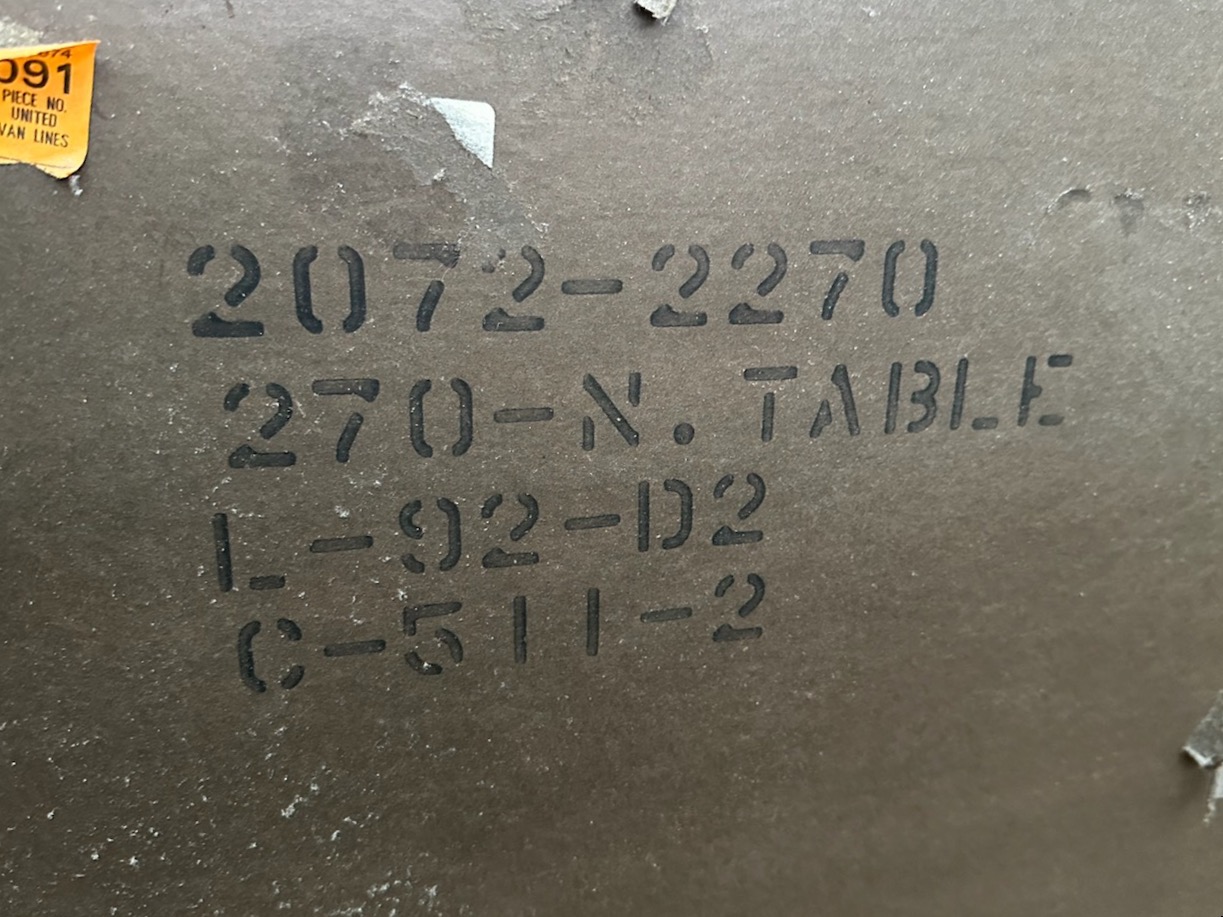 091
PIECE NO.
UNITED
VAN LINES
2072-2270
270-N. TABLE
L-92-D2
C-511-2